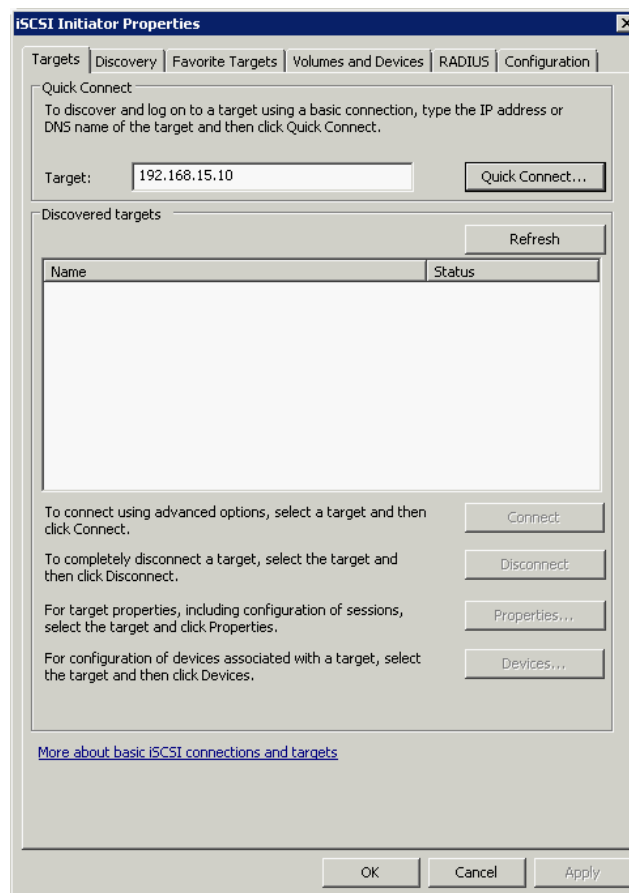 iSCSI Initiator Properties
Targets Discovery Favorite Targets Volumes and Devices RADIUS Configuration
Quick Connect
To discover and log on to a target using a basic connection, type the IP address or
DNS name of the target and then click Quick Connect.
Target: 192.168.15.10 Quick Connect...
Discovered targets
Refresh
Name Status
To connect using advanced options, select a target and then
click Connect.
Connect
To completely disconnect a target, select the target and
then click Disconnect.
Disconnect
For target properties, including configuration of sessions,
select the target and click Properties.
Properties...
For configuration of devices associated with a target, select
the target and then click Devices.
Devices...
More about basic iSCSI connections and targets
OK Cancel Apply